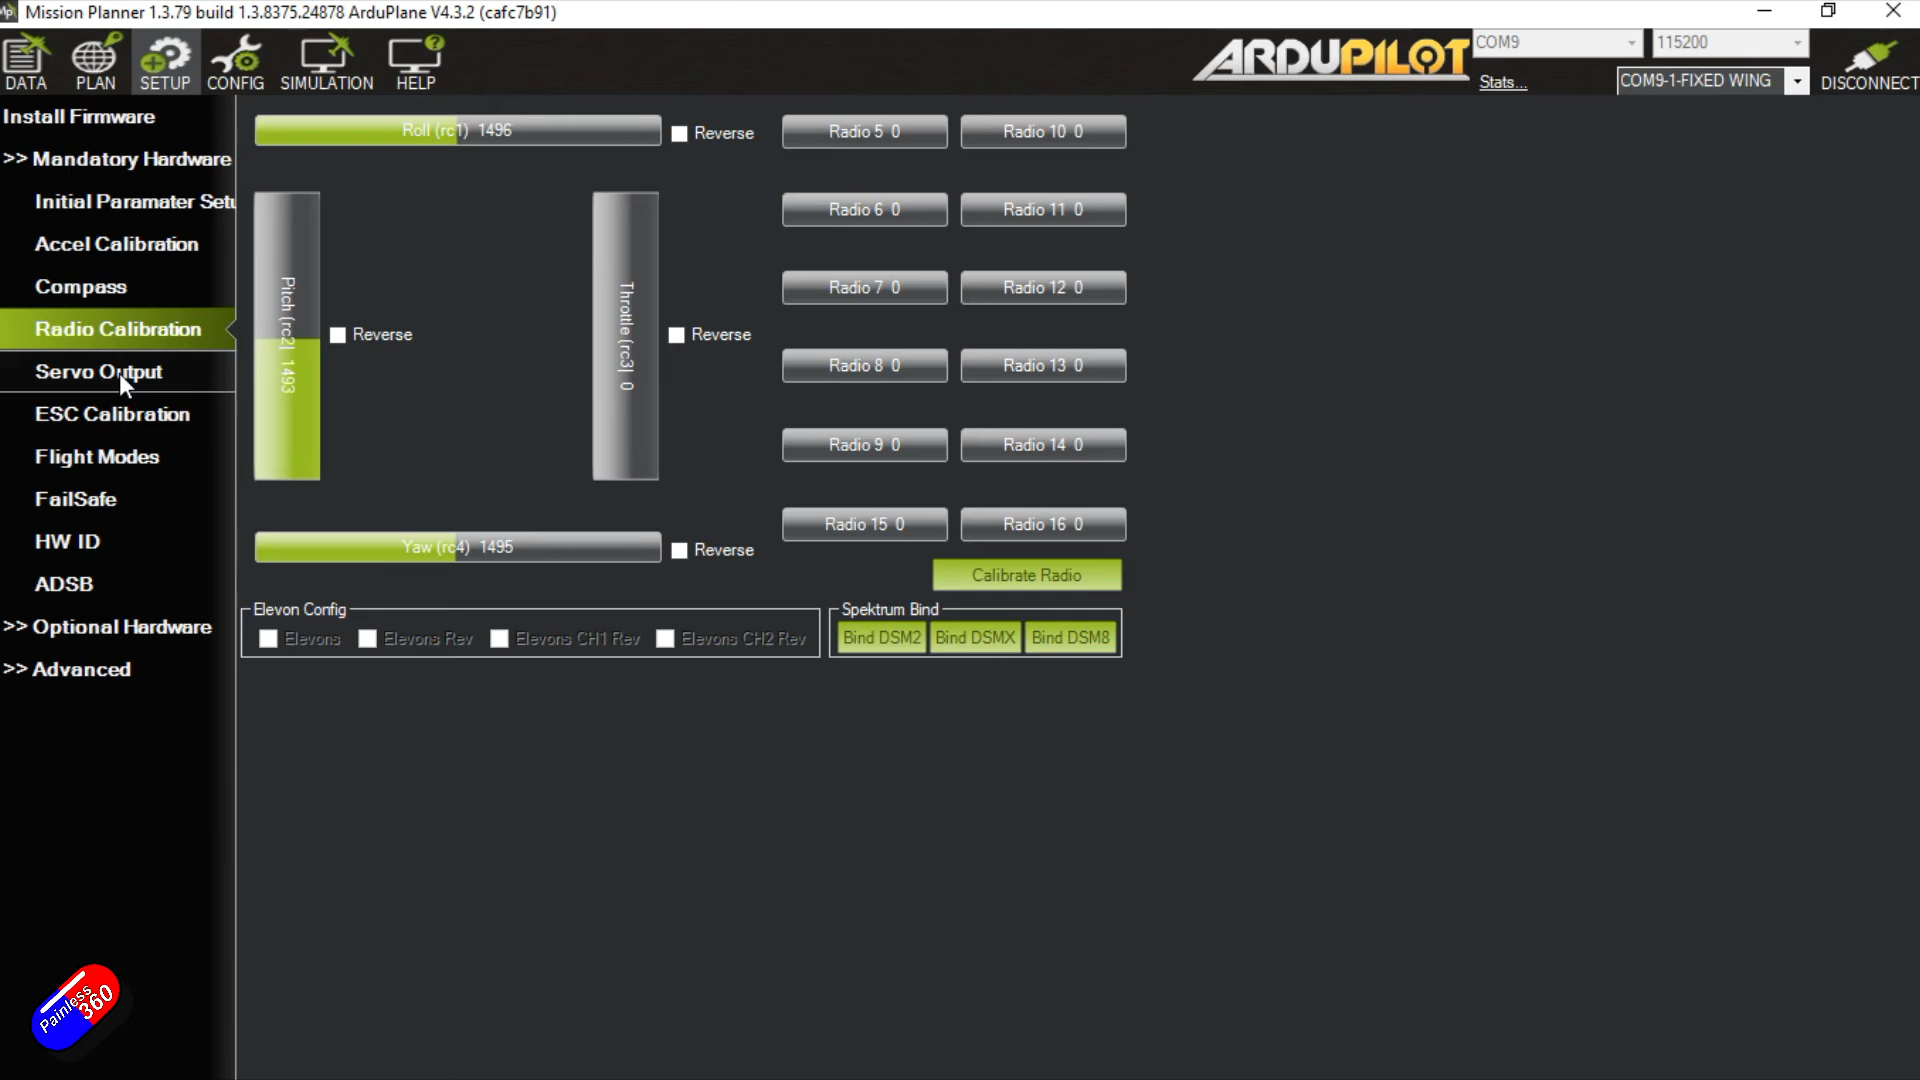 Mission Planner 1.3.79 build 1.3.8375.24878 ArduPlane V4.3.2 (cafc7b91)
DATA PLAN SETUP CONFIG SIMULATION HELP
ARDUPILOT
COM9 115200
Stats... COM9-1-FIXED WING DISCONNECT
Install Firmware
>> Mandatory Hardware
Initial Paramater Setu
Accel Calibration
Compass
Radio Calibration
Servo Output
ESC Calibration
Flight Modes
FailSafe
HW ID
ADSB
>> Optional Hardware
>> Advanced
Roll (rc1) 1496 Reverse
Pitch (rc2| 1493 Reverse
Throttle (rc3| 0 Reverse
Yaw (rc4) 1495 Reverse
Radio 5 0 Radio 10 0
Radio 6 0 Radio 11 0
Radio 7 0 Radio 12 0
Radio 8 0 Radio 13 0
Radio 9 0 Radio 14 0
Radio 15 0 Radio 16 0
Calibrate Radio
Elevon Config
Elevons Elevons Rev Elevons CH1 Rev Elevons CH2 Rev
Spektrum Bind
Bind DSM2 Bind DSMX Bind DSM8
Painless
360